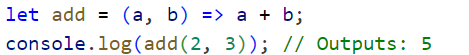 let add = (a, b) => a + b;
console.log(add(2, 3)); // Outputs: 5